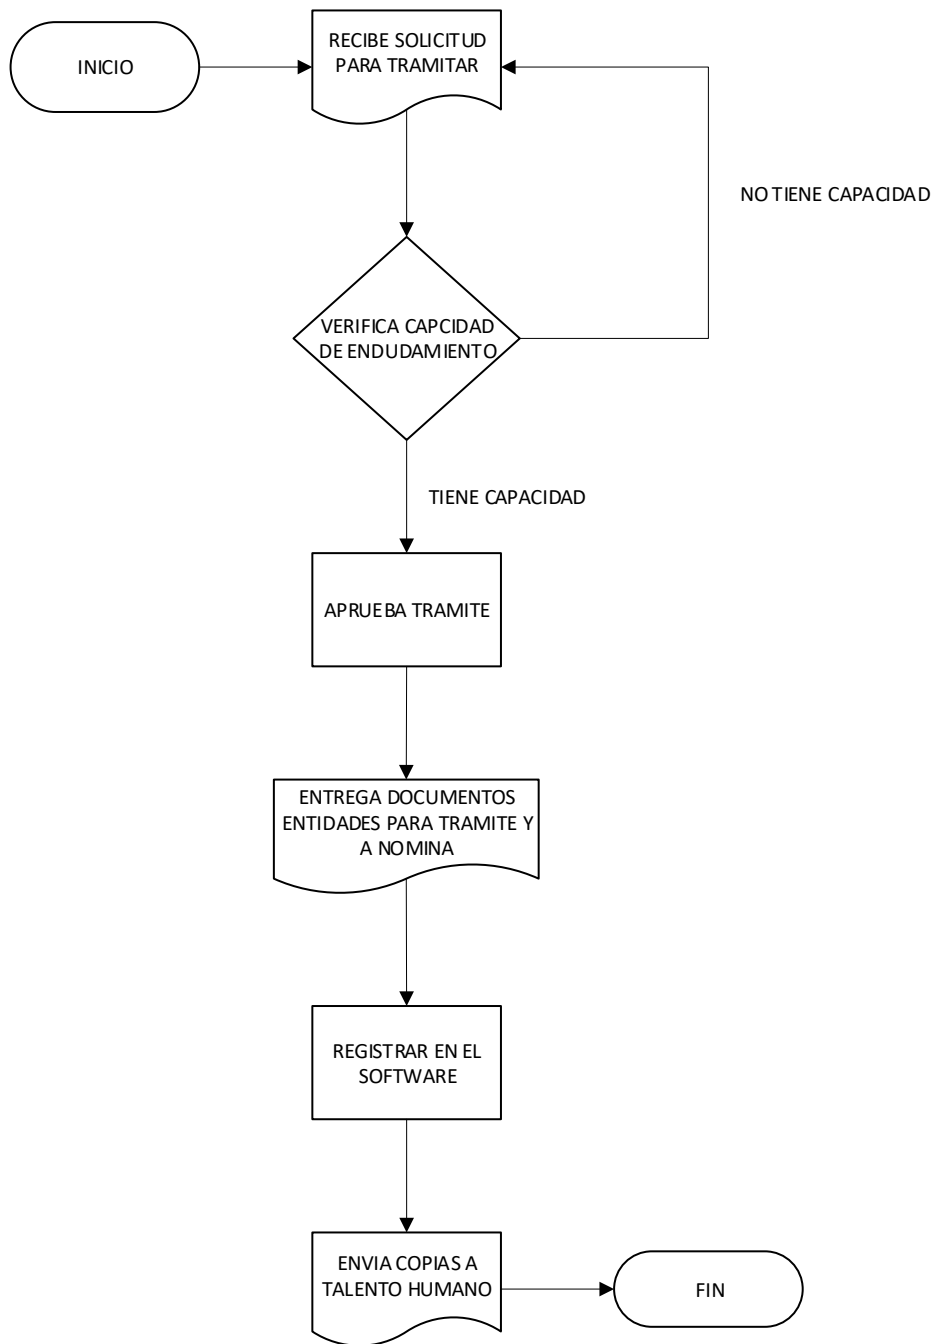 INICIO
RECIBE SOLICITUD
PARA TRAMITAR
NO TIENE CAPACIDAD
VERIFICA CAPCIDAD
DE ENDUDAMIENTO
TIENE CAPACIDAD
APRUEBA TRAMITE
ENTREGA DOCUMENTOS
ENTIDADES PARA TRAMITE Y
A NOMINA
REGISTRAR EN EL
SOFTWARE
ENVIA COPIAS A
TALENTO HUMANO
FIN